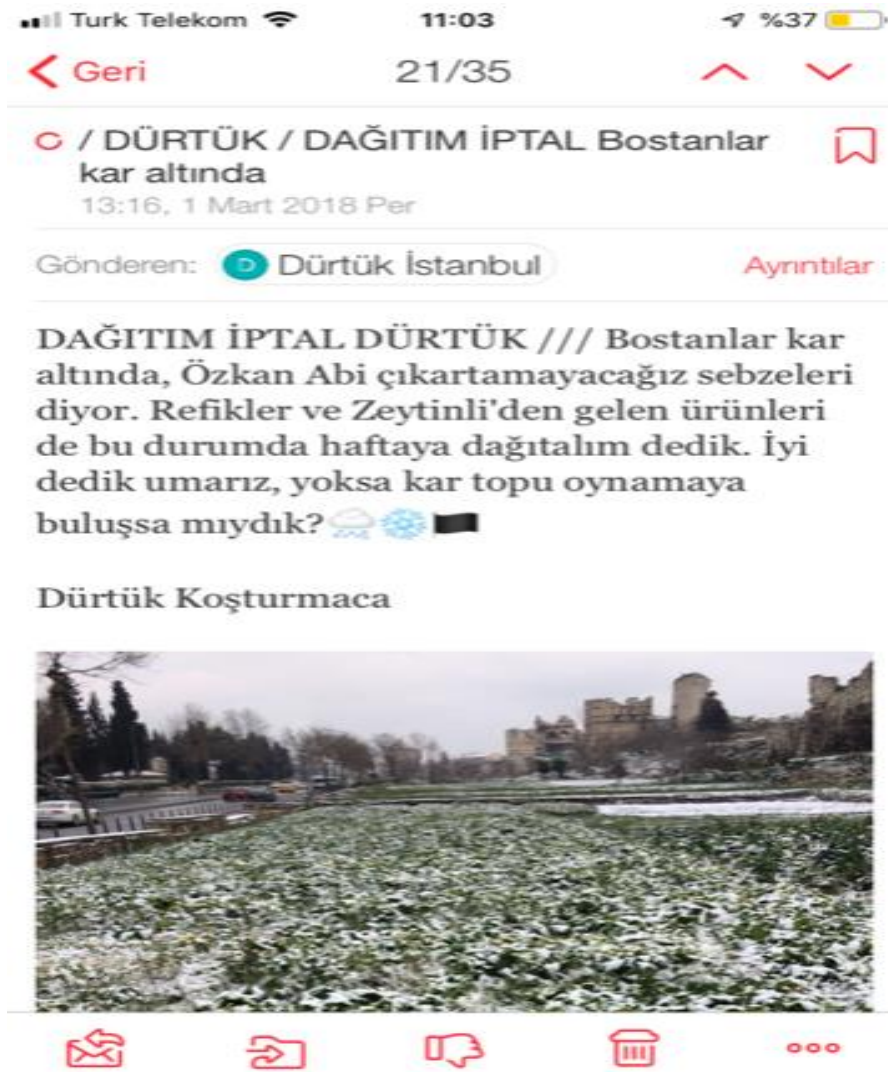 Turk Telekom 11:03 %37
Geri 21/35
/ DÜRTÜK / DAĞITIM İPTAL Bostanlar
kar altında
13:16, 1 Mart 2018 Per
Gönderen: D Dürtük İstanbul Ayrıntılar
DAĞITIM İPTAL DÜRTÜK /// Bostanlar kar
altında, Özkan Abi çıkartamayacağız sebzeleri
diyor. Refikler ve Zeytinli'den gelen ürünleri
de bu durumda haftaya dağıtalım dedik. İyi
dedik umarız, yoksa kar topu oynamaya
buluşsa mıydık?🌧️❄️🏴
Dürtük Koşturmaca